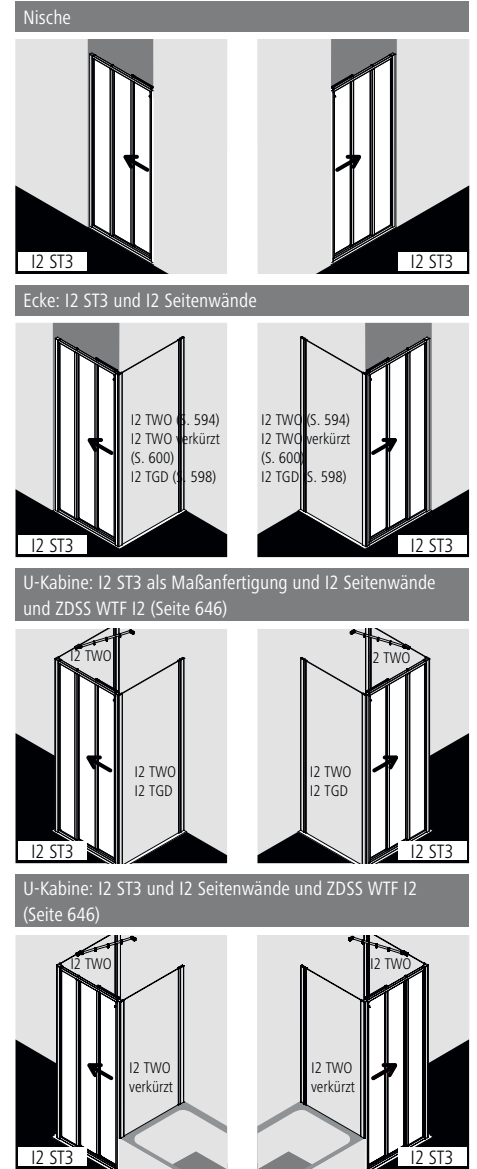 Nische
I2 ST3
I2 ST3
Ecke: I2 ST3 und I2 Seitenwände
I2 TWO (S. 594)
I2 TWO verkürzt
(S. 600)
I2 TGD (S. 598)
I2 ST3
I2 TWO (S. 594)
I2 TWO verkürzt
(S. 600)
I2 TGD (S. 598)
I2 ST3
U-Kabine: I2 ST3 als Maßanfertigung und I2 Seitenwände
und ZDSS WTF I2 (Seite 646)
I2 TWO
I2 TWO
I2 TGD
I2 ST3
2 TWO
I2 TWO
I2 TGD
I2 ST3
U-Kabine: I2 ST3 und I2 Seitenwände und ZDSS WTF I2
(Seite 646)
I2 TWO
I2 TWO
verkürzt
I2 ST3
I2 TWO
I2 TWO
verkürzt
I2 ST3